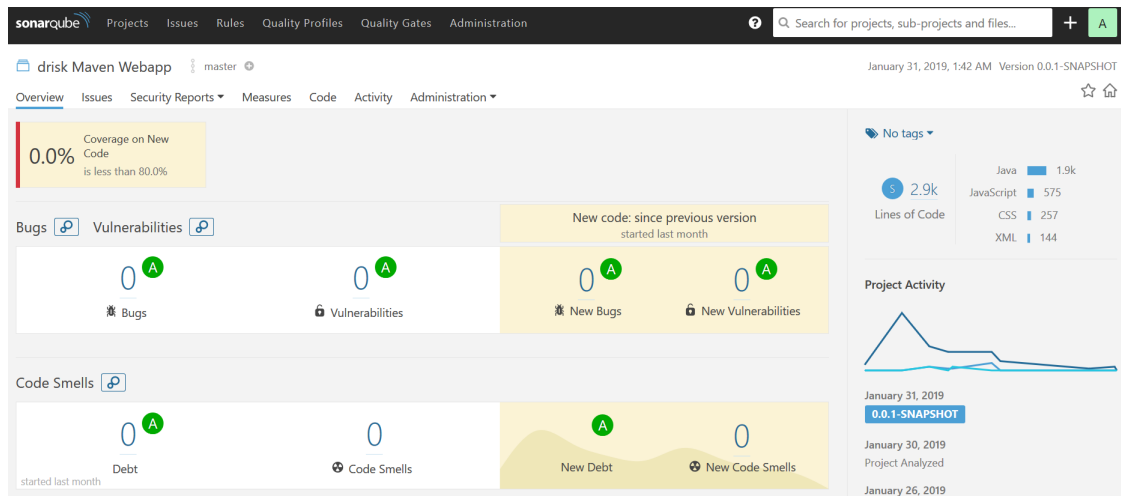 sonarqube Projects Issues Rules Quality Profiles Quality Gates Administration ? Search for projects, sub-projects and files... + A
drisk Maven Webapp master January 31, 2019, 1:42 AM Version 0.0.1-SNAPSHOT
Overview Issues Security Reports Measures Code Activity Administration
0.0% Coverage on New
Code
is less than 80.0%
Bugs Vulnerabilities
New code: since previous version
started last month
0 A 0 A 0 A 0 A
Bugs Vulnerabilities New Bugs New Vulnerabilities
Code Smells
0 A 0 A 0
Debt Code Smells New Debt New Code Smells
started last month
No tags
S 2.9k
Lines of Code
Java 1.9k
JavaScript 575
CSS 257
XML 144
Project Activity
January 31, 2019
0.0.1-SNAPSHOT
January 30, 2019
Project Analyzed
January 26, 2019